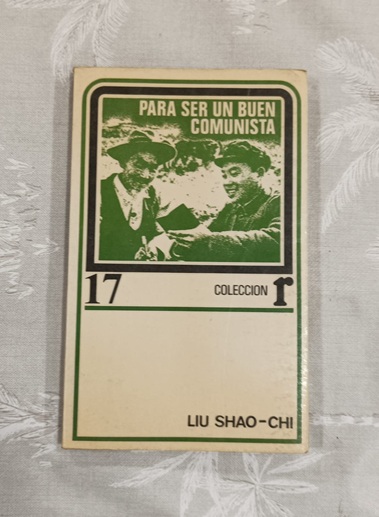 PARA SER UN BUEN
COMUNISTA
17 COLECCION r
LIU SHAO-CHI